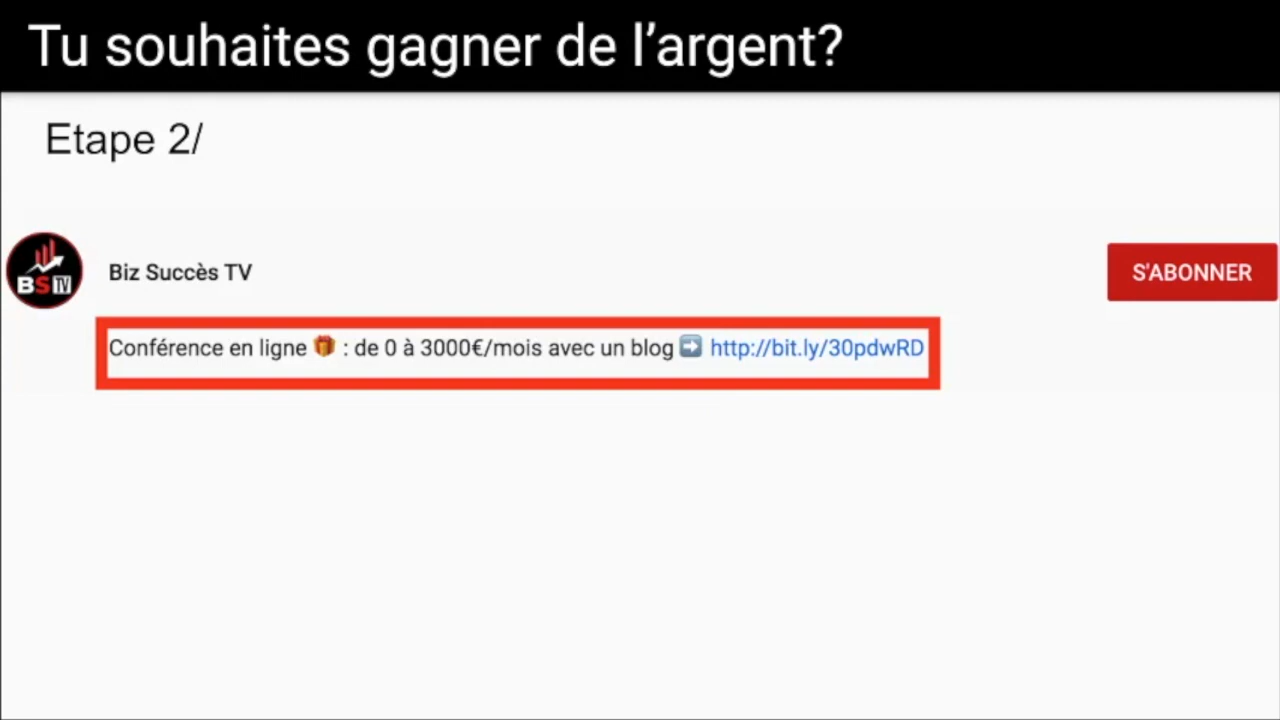 Tu souhaites gagner de l’argent?
Etape 2/
BSTV
Biz Succès TV
S'ABONNER
Conférence en ligne 🎁 : de 0 à 3000€/mois avec un blog ➡️ http://bit.ly/30pdwRD